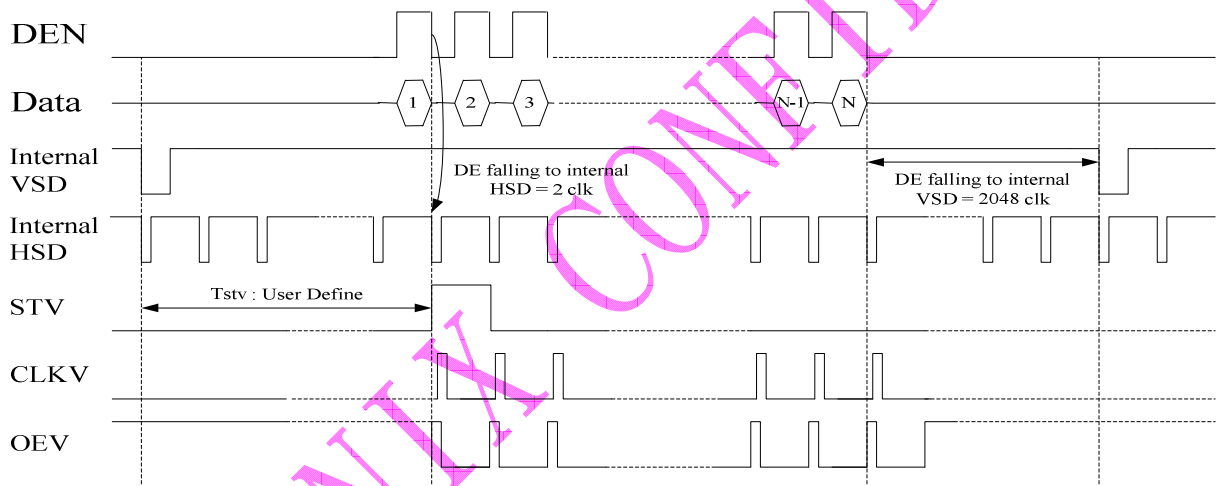 DEN
Data
1
2
3
N-1
N
Internal
VSD
DE falling to internal
HSD = 2 clk
DE falling to internal
VSD = 2048 clk
Internal
HSD
Tstv : User Define
STV
CLKV
OEV